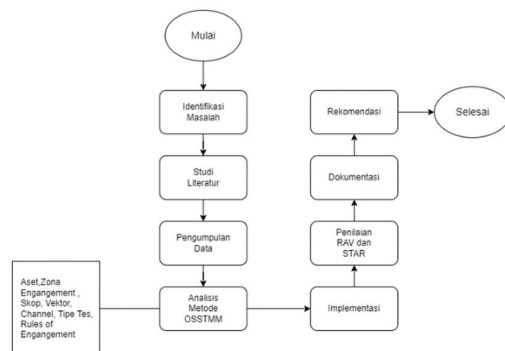 Mulai
Identifikasi
Masalah
Studi
Literatur
Pengumpulan
Data
Aset,Zona
Engangement ,
Skop, Vektor,
Channel, Tipe Tes,
Rules of
Engangement
Analisis
Metode
OSSTMM
Implementasi
Penilaian
RAV dan
STAR
Dokumentasi
Rekomendasi
Selesai